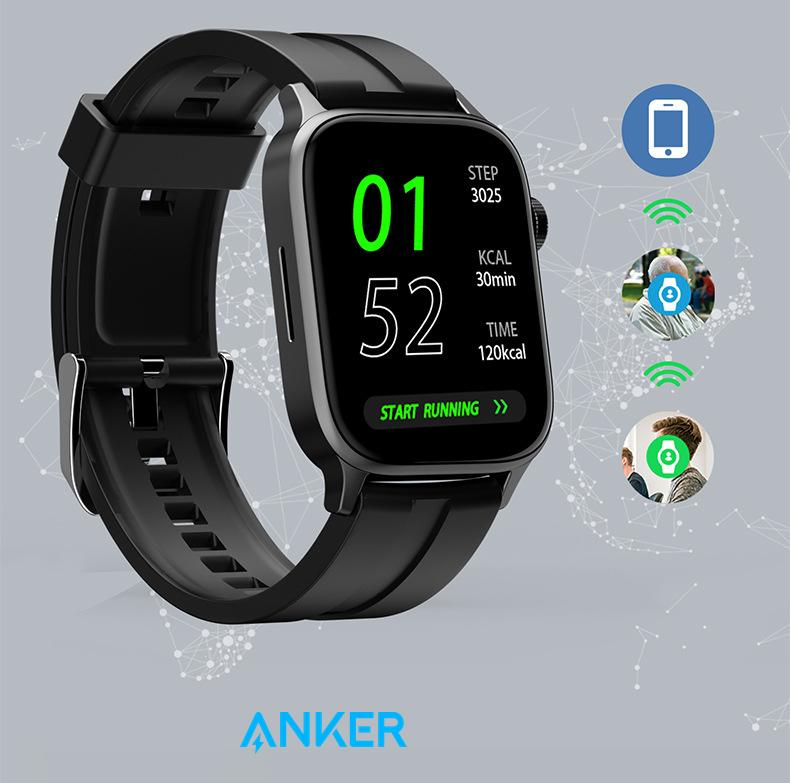 01
52
STEP
3025
KCAL
30min
TIME
120kcal
START RUNNING >>
ANKER